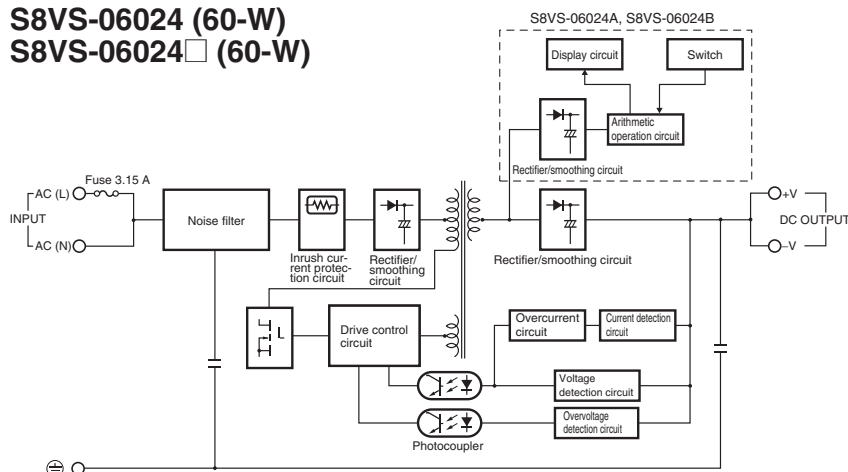 S8VS-06024 (60-W)
S8VS-06024□ (60-W)
S8VS-06024A, S8VS-06024B
Display circuit
Switch
Arithmetic
operation circuit
Rectifier/smoothing circuit
Fuse 3.15 A
AC (L)
INPUT
AC (N)
Noise filter
Inrush cur-
rent protec-
tion circuit
Rectifier/
smoothing
circuit
Rectifier/smoothing circuit
+V
DC OUTPUT
–V
Drive control
circuit
Overcurrent
circuit
Current detection
circuit
Voltage
detection circuit
Overvoltage
detection circuit
Photocoupler